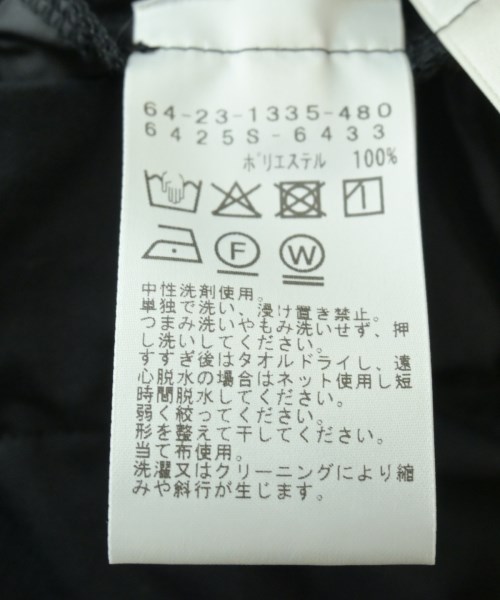 64-23-1335-480
6425S-6433
ポリエステル 100%
F
W
中性洗剤使用。
単独で洗い、浸け置き禁止。
つまみ洗いやもみ洗いせず、押
し洗いしてください。
すすぎ後はタオルドライし、遠
心脱水の場合はネット使用し短
時間脱水してください。
弱く絞ってください。
形を整えて干してください。
当て布使用。
洗濯又はクリーニングにより縮
みや斜行が生じます。